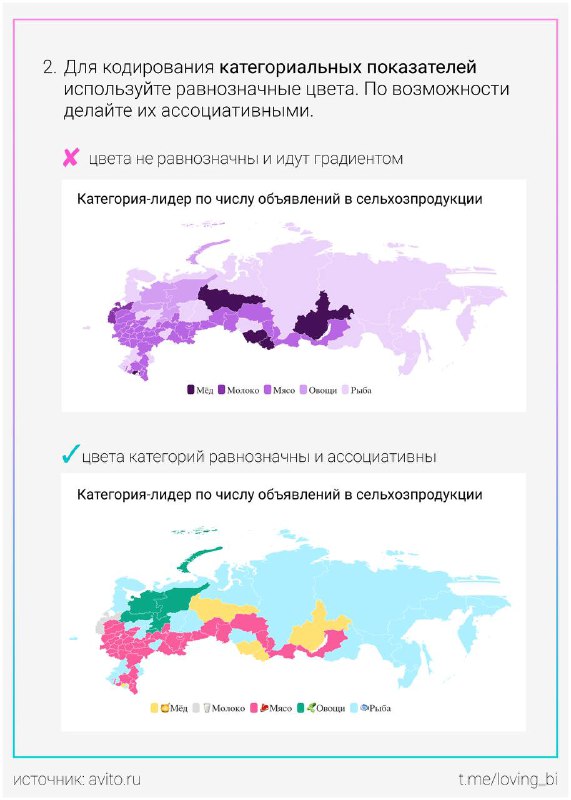 2. Для кодирования категориальных показателей
используйте равнозначные цвета. По возможности
делайте их ассоциативными.
цвета не равнозначны и идут градиентом
Категория-лидер по числу объявлений в сельхозпродукции
Мёд Молоко Мясо Овощи Рыба
цвета категорий равнозначны и ассоциативны
Категория-лидер по числу объявлений в сельхозпродукции
Мёд Молоко Мясо Овощи Рыба
источник: avito.ru
t.me/loving_bi